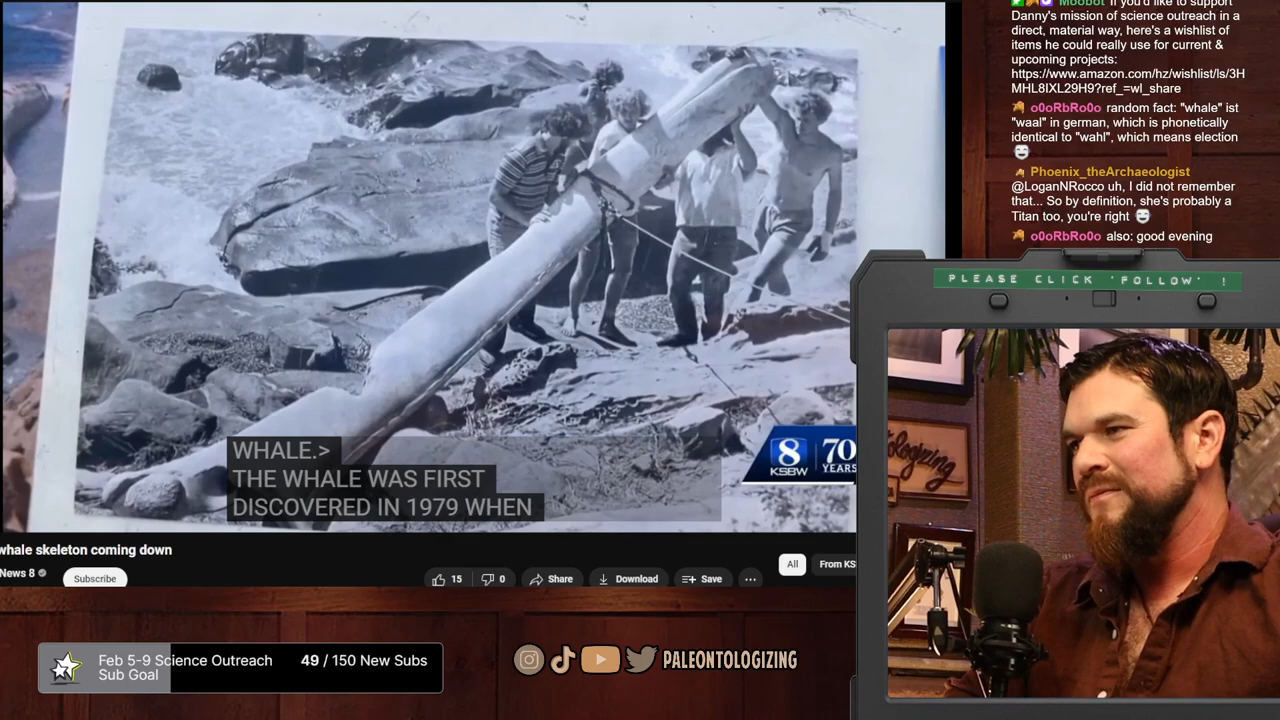 Moobot If you'd like to support
Danny's mission of science outreach in a
direct, material way, here's a wishlist of
items he could really use for current &
upcoming projects:
https://www.amazon.com/hz/wishlist/ls/3H
MHL8IXL29H9?ref_=wl_share
o0oRbRo0o random fact: "whale" ist
"waal" in german, which is phonetically
identical to "wahl", which means election
Phoenix_theArchaeologist
@LoganNRocco uh, I did not remember
that... So by definition, she's probably a
Titan too, you're right
o0oRbRo0o also: good evening
PLEASE CLICK 'FOLLOW' !
8
KSBW
70
YEARS
WHALE.>
THE WHALE WAS FIRST
DISCOVERED IN 1979 WHEN
whale skeleton coming down
News 8
Subscribe
15
0
Share
Download
Save
All
From KS
ologizing
Feb 5-9 Science Outreach
Sub Goal
49 / 150 New Subs
PALEONTOLOGIZING